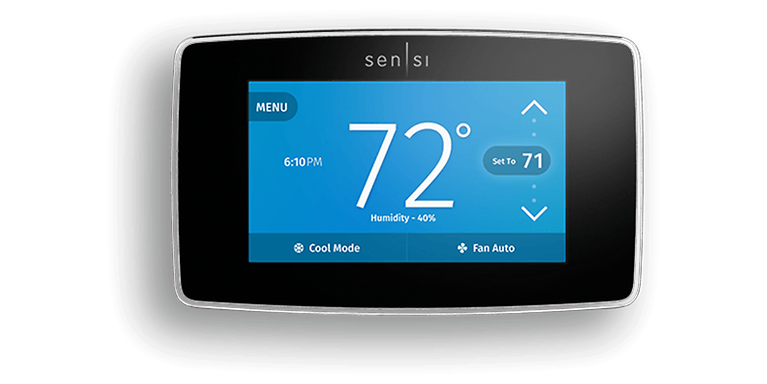 sensi
MENU
72°
6:10PM
Set To 71
Humidity - 40%
Cool Mode
Fan Auto